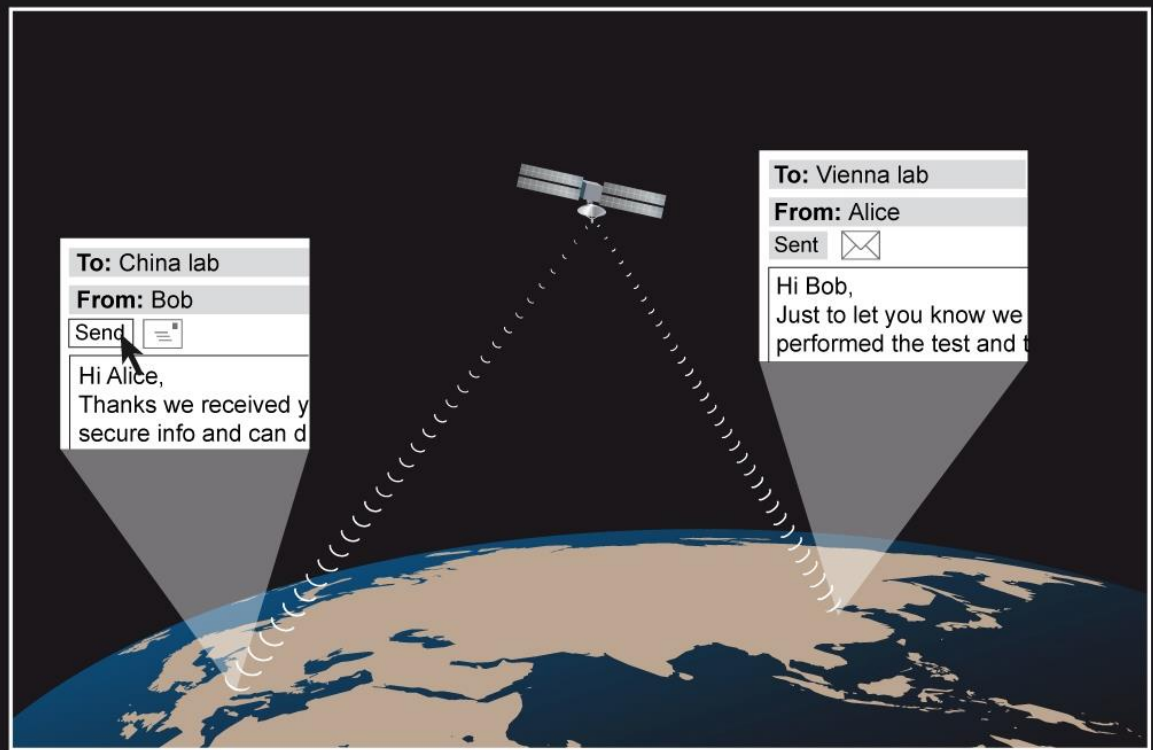 To: China lab
From: Bob
Send
Hi Alice,
Thanks we received y
secure info and can d
To: Vienna lab
From: Alice
Sent
Hi Bob,
Just to let you know we
performed the test and t